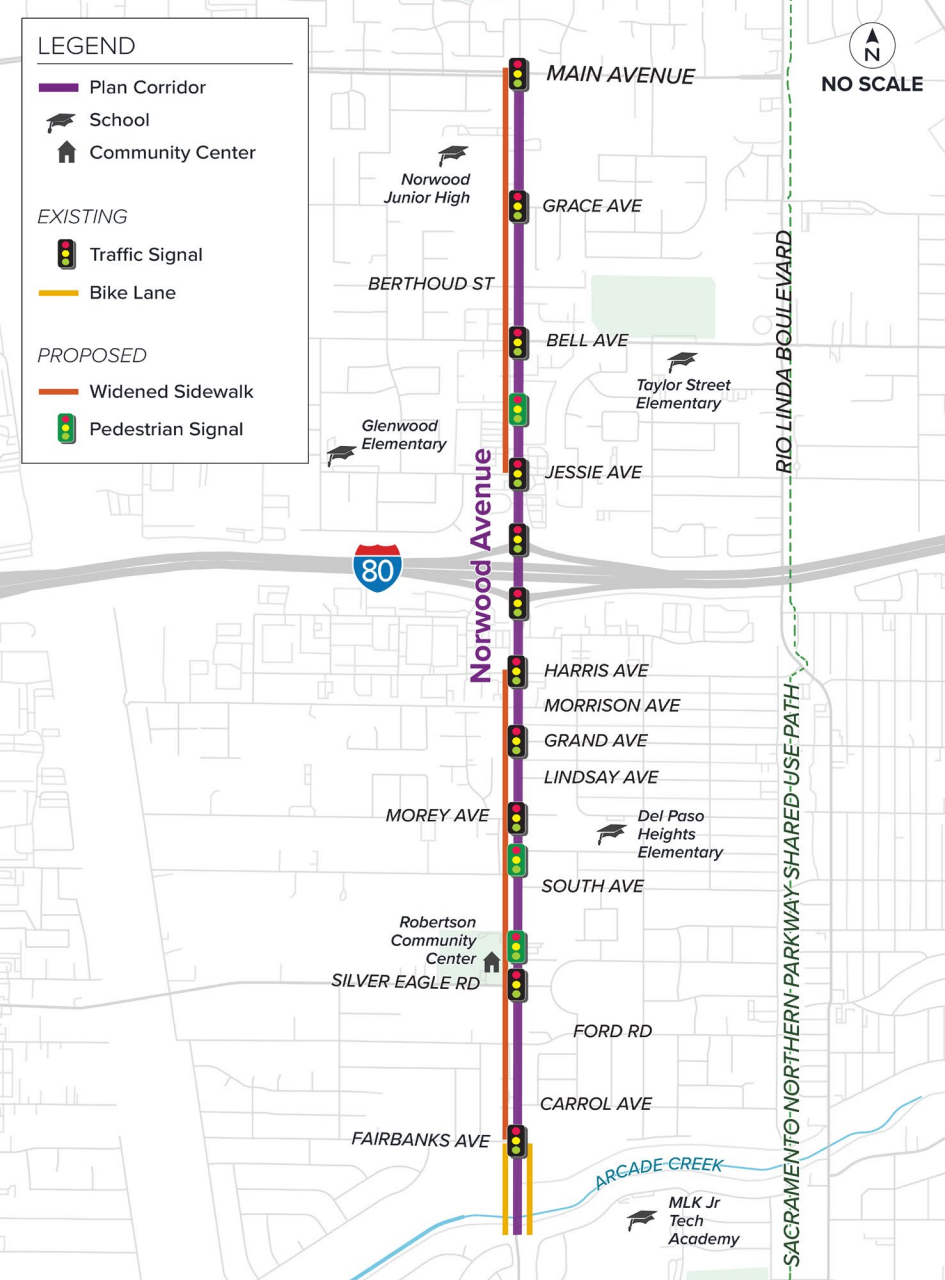 LEGEND
Plan Corridor
School
Community Center
EXISTING
Traffic Signal
Bike Lane
PROPOSED
Widened Sidewalk
Pedestrian Signal
N
NO SCALE
MAIN AVENUE
Norwood
Junior High
GRACE AVE
BERTHOUD ST
RIO LINDA BOULEVARD
BELL AVE
Taylor Street
Elementary
Glenwood
Elementary
JESSIE AVE
Norwood Avenue
80
HARRIS AVE
MORRISON AVE
GRAND AVE
LINDSAY AVE
MOREY AVE
Del Paso
Heights
Elementary
SOUTH AVE
Robertson
Community
Center
SILVER EAGLE RD
FORD RD
CARROL AVE
FAIRBANKS AVE
ARCADE CREEK
MLK Jr
Tech
Academy
SACRAMENTO NORTHERN PARKWAY SHARED USE PATH